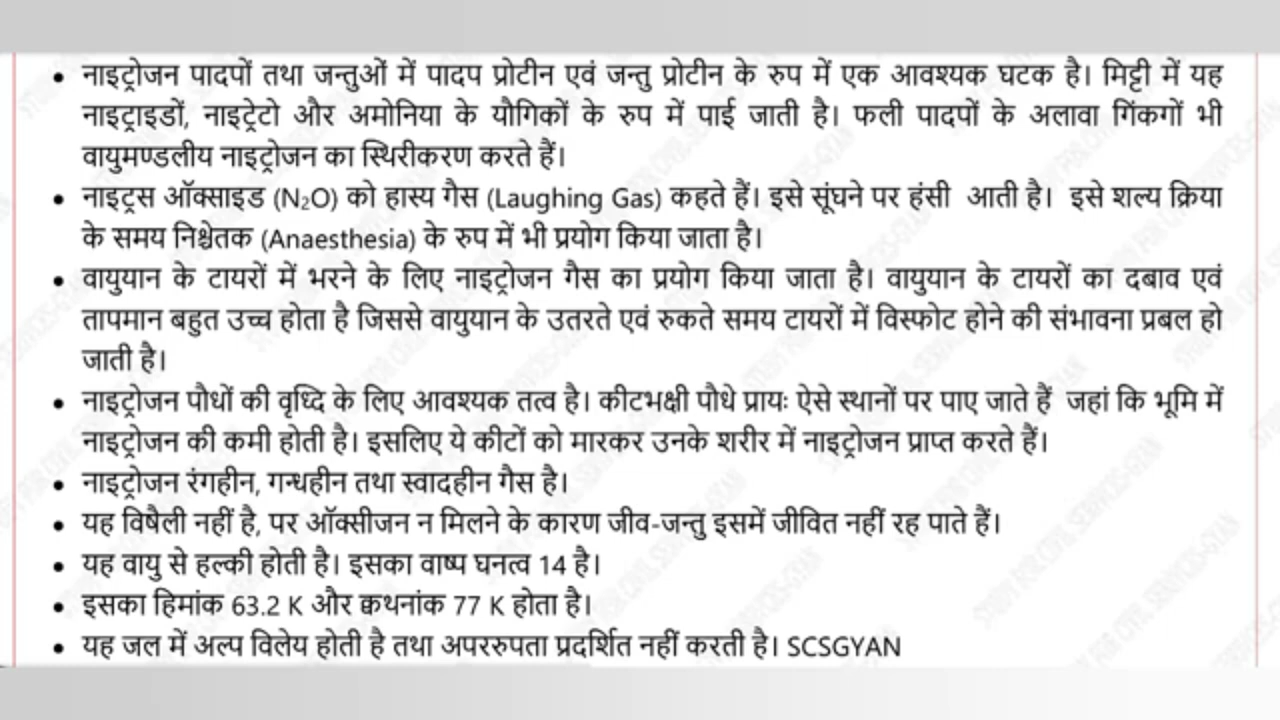 • नाइट्रोजन पादपों तथा जन्तुओं में पादप प्रोटीन एवं जन्तु प्रोटीन के रुप में एक आवश्यक घटक है। मिट्टी में यह
नाइट्राइडों, नाइट्रेटो और अमोनिया के यौगिकों के रुप में पाई जाती है। फली पादपों के अलावा गिंकगों भी
वायुमण्डलीय नाइट्रोजन का स्थिरीकरण करते हैं।
• नाइट्रस ऑक्साइड (N₂O) को हास्य गैस (Laughing Gas) कहते हैं। इसे सूंघने पर हंसी आती है। इसे शल्य क्रिया
के समय निश्चेतक (Anaesthesia) के रुप में भी प्रयोग किया जाता है।
• वायुयान के टायरों में भरने के लिए नाइट्रोजन गैस का प्रयोग किया जाता है। वायुयान के टायरों का दबाव एवं
तापमान बहुत उच्च होता है जिससे वायुयान के उतरते एवं रुकते समय टायरों में विस्फोट होने की संभावना प्रबल हो
जाती है।
• नाइट्रोजन पौधों की वृध्दि के लिए आवश्यक तत्व है। कीटभक्षी पौधे प्रायः ऐसे स्थानों पर पाए जाते हैं जहां कि भूमि में
नाइट्रोजन की कमी होती है। इसलिए ये कीटों को मारकर उनके शरीर में नाइट्रोजन प्राप्त करते हैं।
• नाइट्रोजन रंगहीन, गन्धहीन तथा स्वादहीन गैस है।
• यह विषैली नहीं है, पर ऑक्सीजन न मिलने के कारण जीव-जन्तु इसमें जीवित नहीं रह पाते हैं।
• यह वायु से हल्की होती है। इसका वाष्प घनत्व 14 है।
• इसका हिमांक 63.2 K और क्वथनांक 77 K होता है।
• यह जल में अल्प विलेय होती है तथा अपररुपता प्रदर्शित नहीं करती है। SCSGYAN